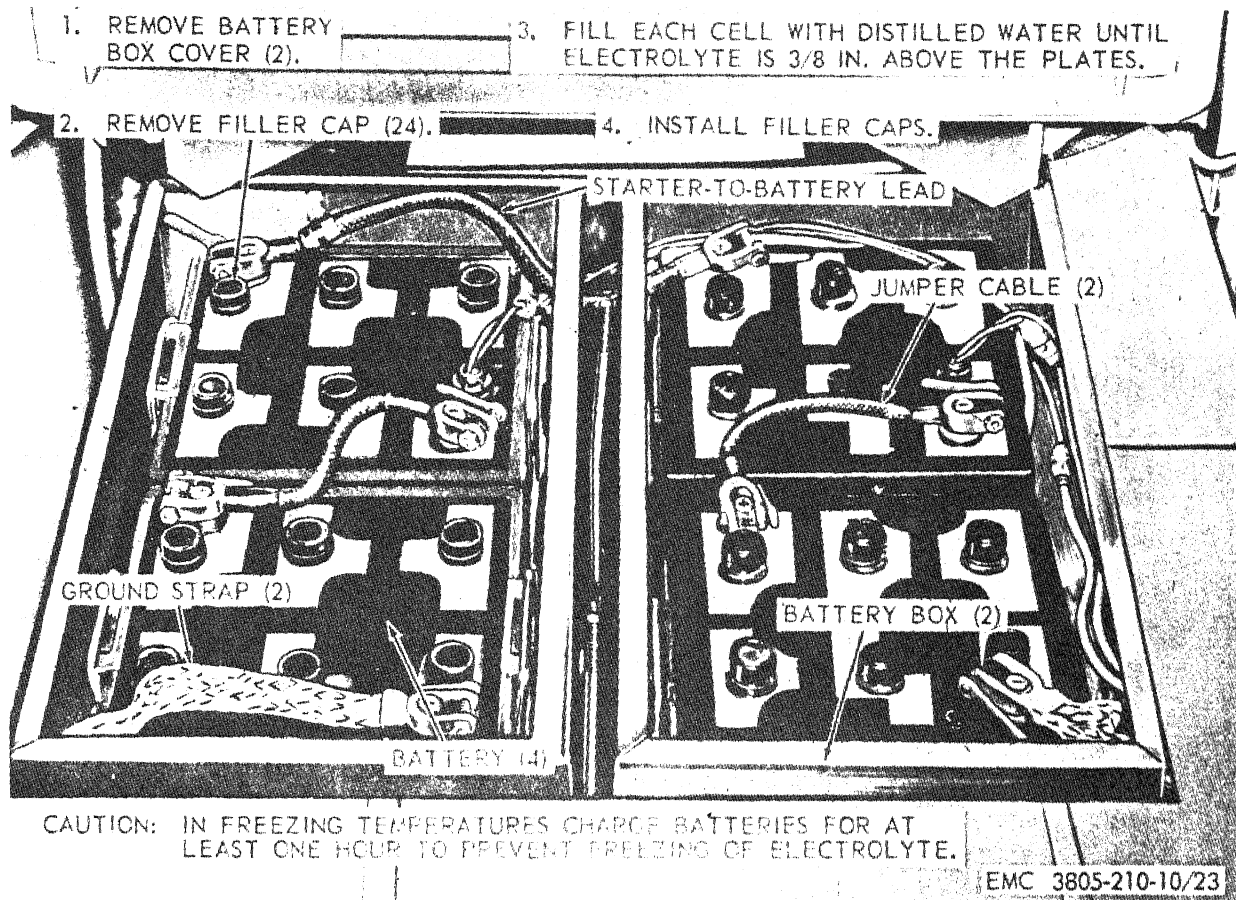 1. REMOVE BATTERY
BOX COVER (2).
3. FILL EACH CELL WITH DISTILLED WATER UNTIL
ELECTROLYTE IS 3/8 IN. ABOVE THE PLATES.
2. REMOVE FILLER CAP (24).
4. INSTALL FILLER CAPS.
STARTER-TO-BATTERY LEAD
JUMPER CABLE (2)
GROUND STRAP (2)
BATTERY BOX (2)
BATTERY (4)
CAUTION: IN FREEZING TEMPERATURES CHARGE BATTERIES FOR AT
LEAST ONE HOUR TO PREVENT FREEZING OF ELECTROLYTE.
EMC 3805-210-10/23